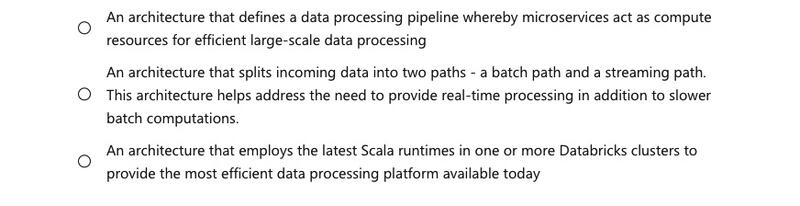 An architecture that defines a data processing pipeline whereby microservices act as compute
resources for efficient large-scale data processing
An architecture that splits incoming data into two paths - a batch path and a streaming path.
This architecture helps address the need to provide real-time processing in addition to slower
batch computations.
An architecture that employs the latest Scala runtimes in one or more Databricks clusters to
provide the most efficient data processing platform available today